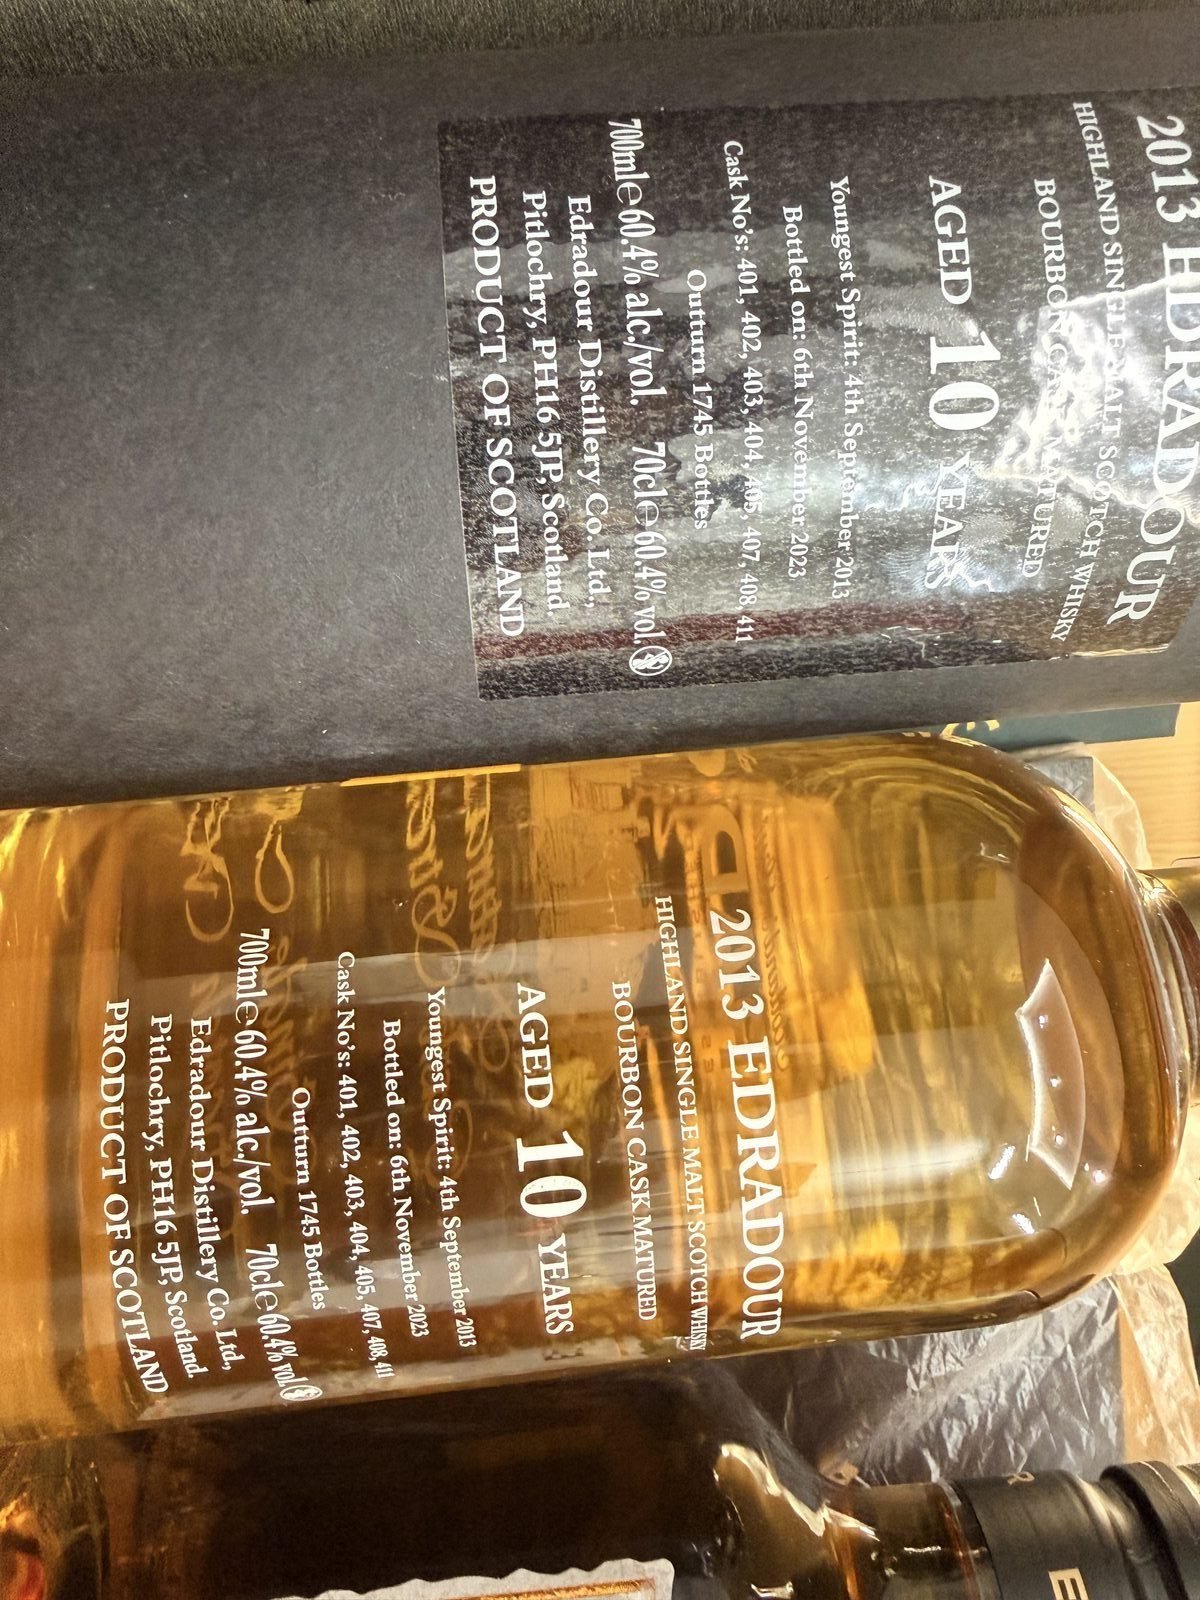 2013 EDRADOUR
HIGHLAND SINGLE MALT SCOTCH WHISKY
BOURBON CASK MATURED
AGED 10 YEARS
Youngest Spirit: 4th September 2013
Bottled on: 6th November 2023
Cask No's: 401, 402, 403, 404, 405, 407, 408, 411
Outturn 1745 Bottles
700ml℮60.4% alc./vol. 70cl℮60.4% vol.
Edradour Distillery Co. Ltd.,
Pitlochry, PH16 5JP, Scotland
PRODUCT OF SCOTLAND
2013 EDRADOUR
HIGHLAND SINGLE MALT SCOTCH WHISKY
BOURBON CASK MATURED
AGED 10 YEARS
Youngest Spirit: 4th September 2013
Bottled on: 6th November 2023
Cask No's: 401, 402, 403, 404, 405, 407, 408, 411
Outturn 1745 Bottles
700ml℮60.4% alc./vol. 70cl℮60.4% vol.
Edradour Distillery Co. Ltd.,
Pitlochry, PH16 5JP, Scotland.
PRODUCT OF SCOTLAND